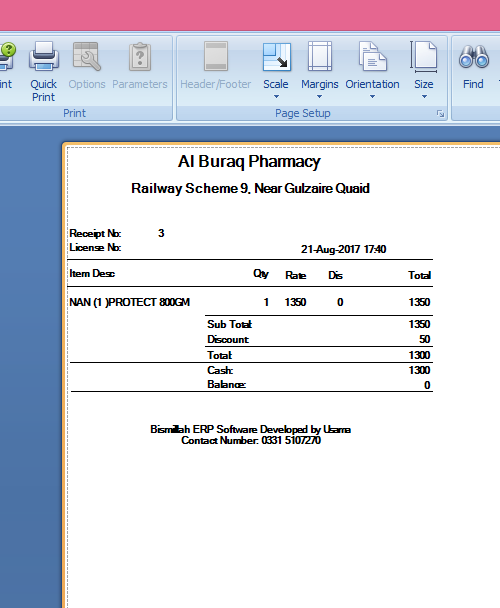 Quick Print
Options
Parameters
Header/Footer
Scale
Margins
Orientation
Size
Find
Print
Page Setup
Al Buraq Pharmacy
Railway Scheme 9, Near Gulzaire Quaid
Receipt No: 3
License No:
21-Aug-2017 17:40
Item Desc Qty Rate Dis Total
NAN (1 )PROTECT 800GM 1 1350 0 1350
Sub Total: 1350
Discount: 50
Total: 1300
Cash: 1300
Balance: 0
Bismillah ERP Software Developed by Usama
Contact Number: 0331 5107270